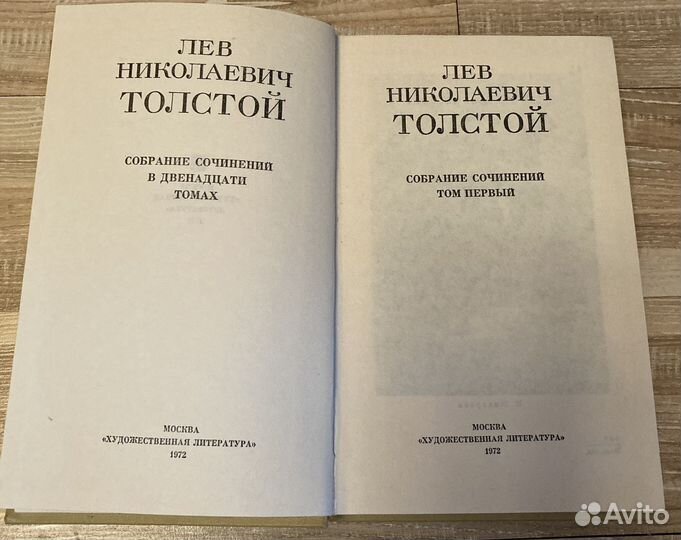 ЛЕВ
НИКОЛАЕВИЧ
ТОЛСТОЙ
СОБРАНИЕ СОЧИНЕНИЙ
В ДВЕНАДЦАТИ
ТОМАХ
МОСКВА
«ХУДОЖЕСТВЕННАЯ ЛИТЕРАТУРА»
1972
ЛЕВ
НИКОЛАЕВИЧ
ТОЛСТОЙ
СОБРАНИЕ СОЧИНЕНИЙ
ТОМ ПЕРВЫЙ
МОСКВА
«ХУДОЖЕСТВЕННАЯ ЛИТЕРАТУРА»
1972
Avito